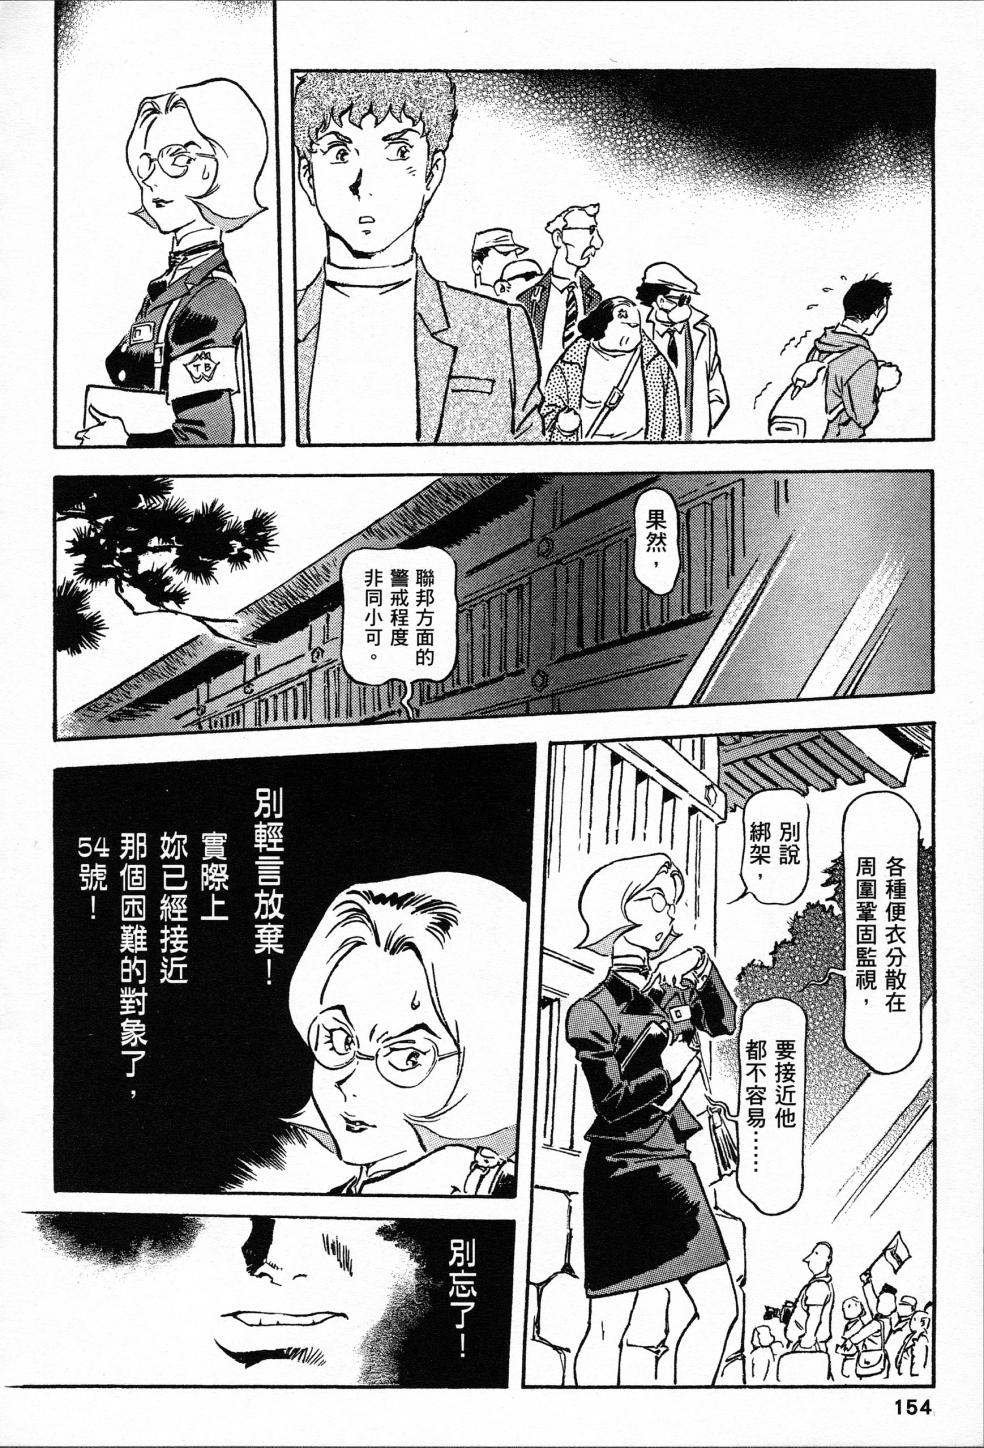 TB
果然，
聯邦方面的
警戒程度
非同小可。
各種便衣分散在
周圍鞏固監視，
別說
綁架，
要接近他
都不容易……
別輕言放棄！
實際上
妳已經接近
那個困難的對象了，
54號！
別忘了！
154